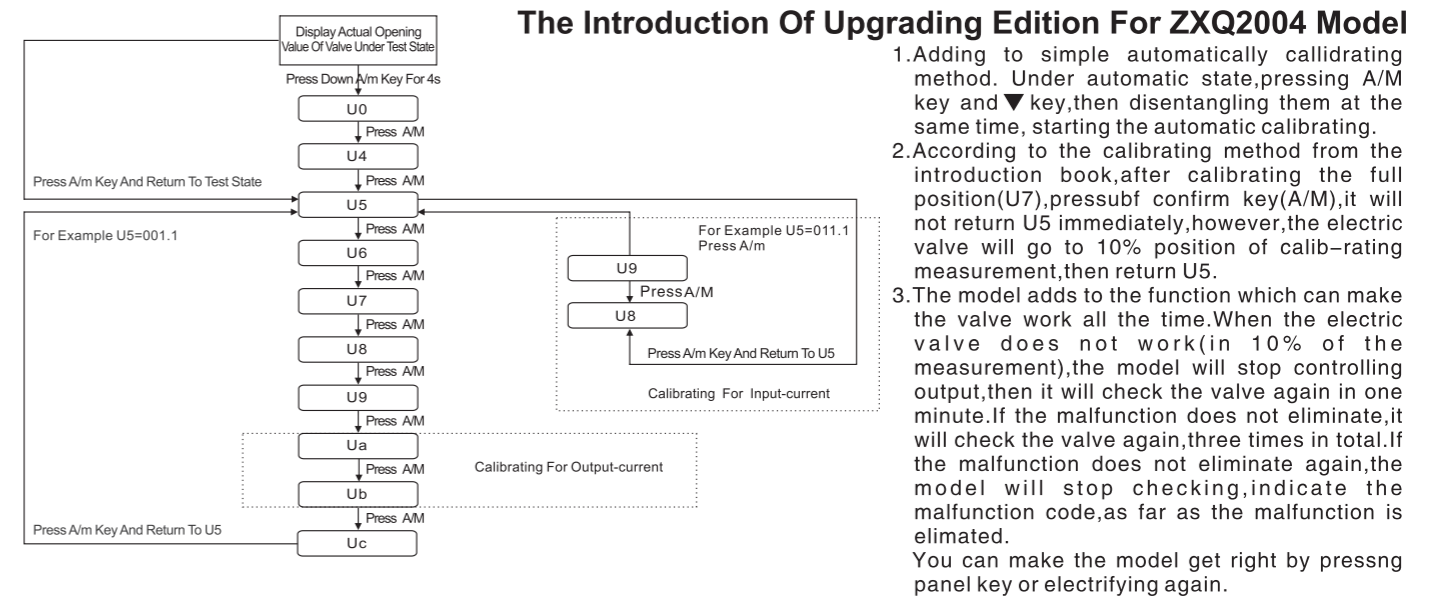 The Introduction Of Upgrading Edition For ZXQ2004 Model
Display Actual Opening
Value Of Valve Under Test State
Press Down A/m Key For 4s
U0
Press A/M
U4
Press A/m Key And Return To Test State
Press A/M
U5
For Example U5=001.1
Press A/M
U6
Press A/M
U7
Press A/M
U8
Press A/M
U9
Press A/M
Ua
Press A/M
Calibrating For Output-current
Ub
Press A/M
Press A/m Key And Return To U5
Uc
For Example U5=011.1
Press A/m
U9
Press A/M
U8
Press A/m Key And Return To U5
Calibrating For Input-current
1.Adding to simple automatically callidrating
method. Under automatic state,pressing A/M
key and ▼ key,then disentangling them at the
same time, starting the automatic calibrating.
2.According to the calibrating method from the
introduction book,after calibrating the full
position(U7),pressubf confirm key(A/M),it will
not return U5 immediately,however,the electric
valve will go to 10% position of calib–rating
measurement,then return U5.
3.The model adds to the function which can make
the valve work all the time.When the electric
valve does not work(in 10% of the
measurement),the model will stop controlling
output,then it will check the valve again in one
minute.If the malfunction does not eliminate,it
will check the valve again,three times in total.If
the malfunction does not eliminate again,the
model will stop checking,indicate the
malfunction code,as far as the malfunction is
elimated.
You can make the model get right by pressng
panel key or electrifying again.